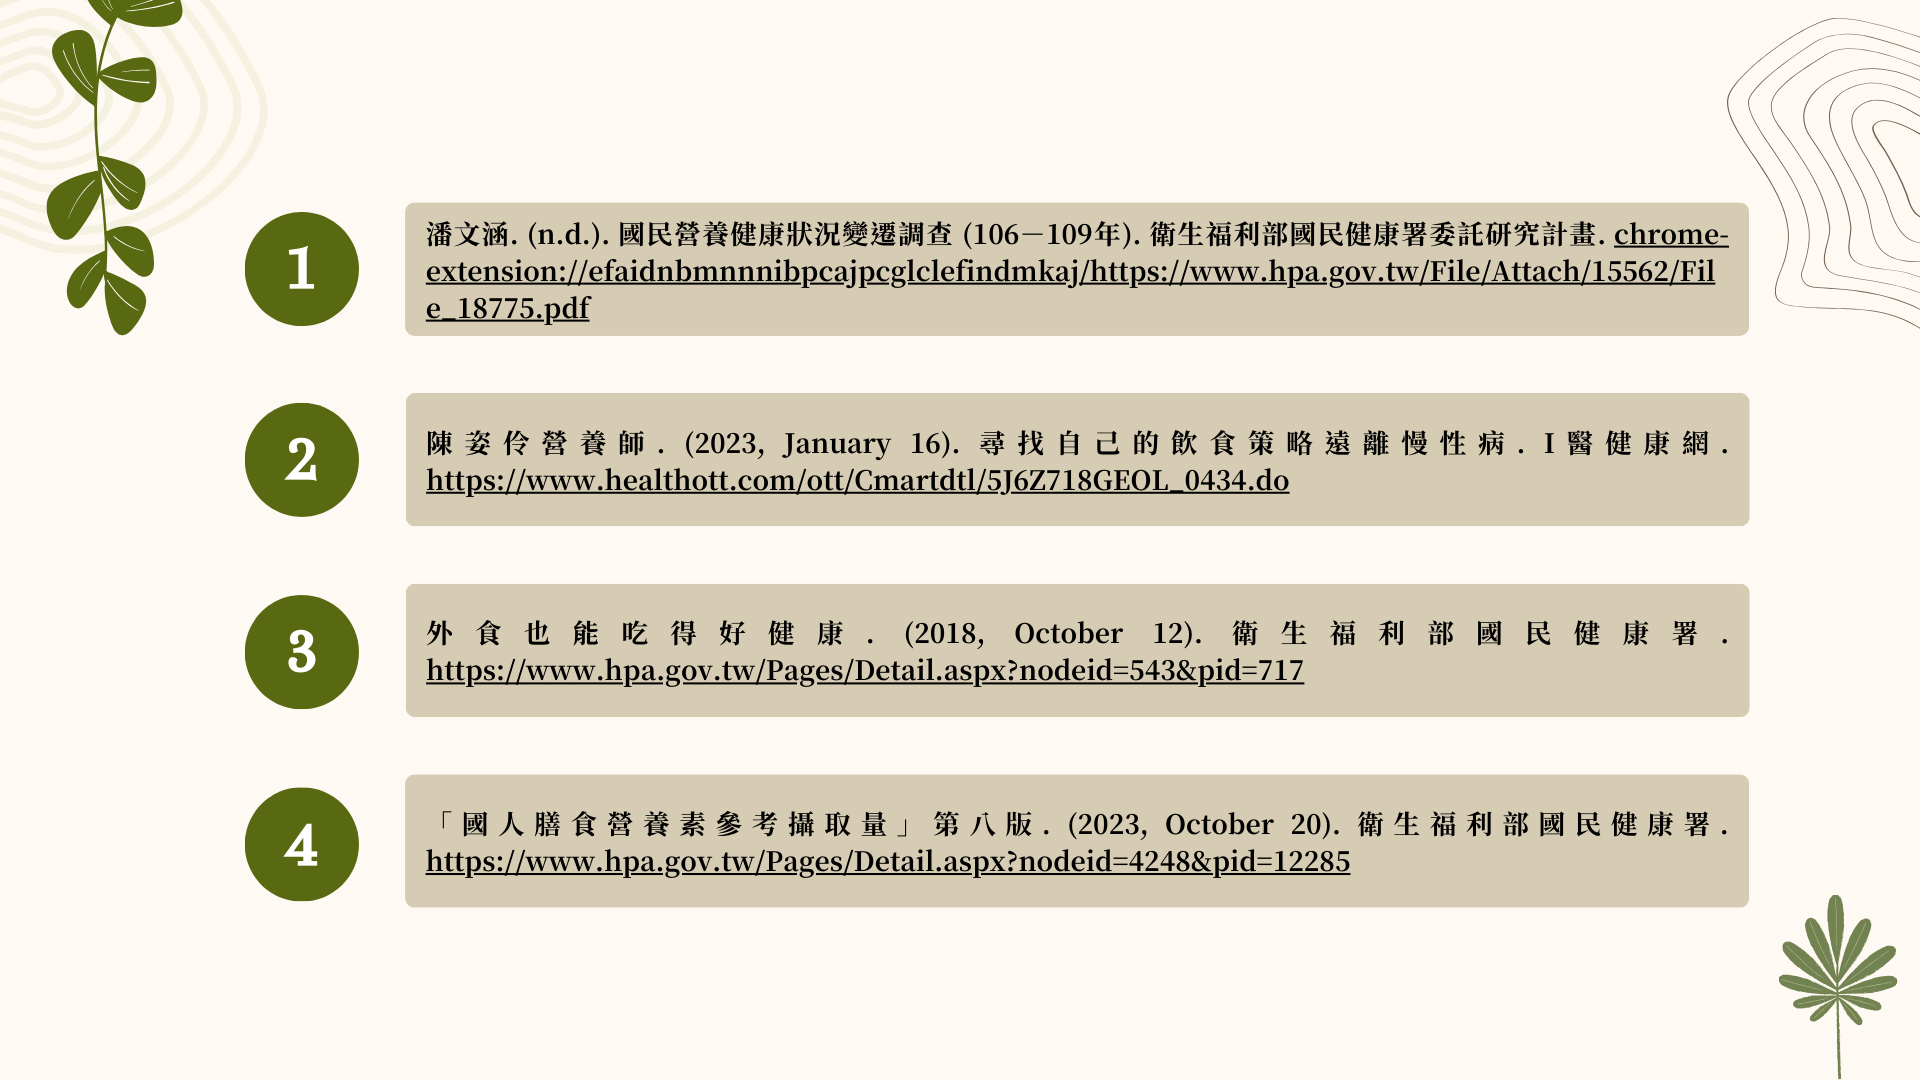 1
潘文涵. (n.d.). 國民營養健康狀況變遷調查 (106－109年). 衛生福利部國民健康署委託研究計畫. chrome-
extension://efaidnbmnnnibpcajpcglclefindmkaj/https://www.hpa.gov.tw/File/Attach/15562/Fil
e_18775.pdf
2
陳姿伶營養師. (2023, January 16). 尋找自己的飲食策略遠離慢性病. I醫健康網.
https://www.healthott.com/ott/Cmartdtl/5J6Z718GEOL_0434.do
3
外食也能吃得好健康. (2018, October 12). 衛生福利部國民健康署.
https://www.hpa.gov.tw/Pages/Detail.aspx?nodeid=543&pid=717
4
「國人膳食營養素參考攝取量」第八版. (2023, October 20). 衛生福利部國民健康署.
https://www.hpa.gov.tw/Pages/Detail.aspx?nodeid=4248&pid=12285